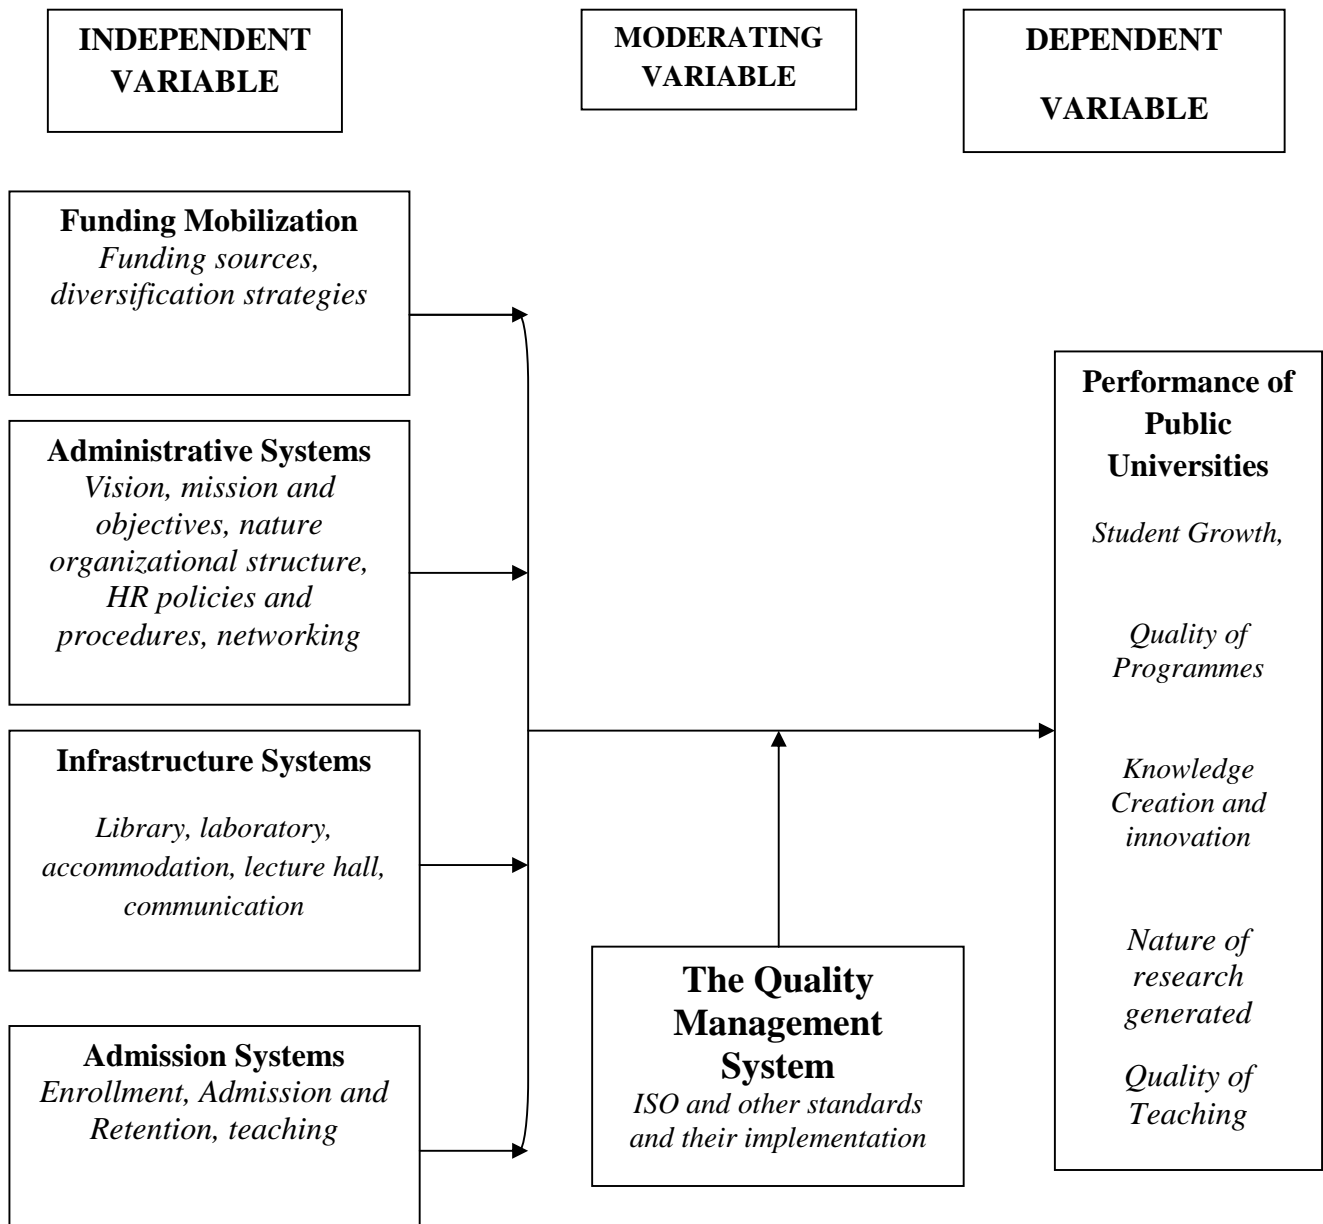 INDEPENDENT
VARIABLE
MODERATING
VARIABLE
DEPENDENT
VARIABLE
Funding Mobilization
Funding sources,
diversification strategies
Administrative Systems
Vision, mission and
objectives, nature
organizational structure,
HR policies and
procedures, networking
Infrastructure Systems
Library, laboratory,
accommodation, lecture hall,
communication
Admission Systems
Enrollment, Admission and
Retention, teaching
The Quality
Management
System
ISO and other standards
and their implementation
Performance of
Public
Universities
Student Growth,
Quality of
Programmes
Knowledge
Creation and
innovation
Nature of
research
generated
Quality of
Teaching